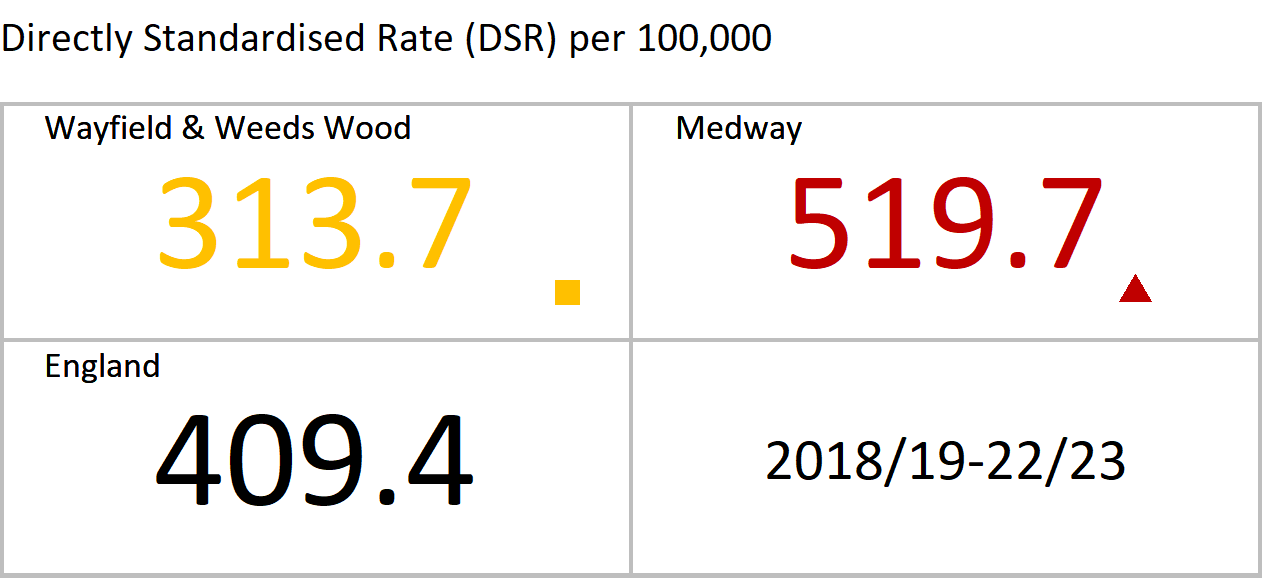 Directly Standardised Rate (DSR) per 100,000
Wayfield & Weeds Wood
313.7
Medway
519.7
England
409.4
2018/19-22/23